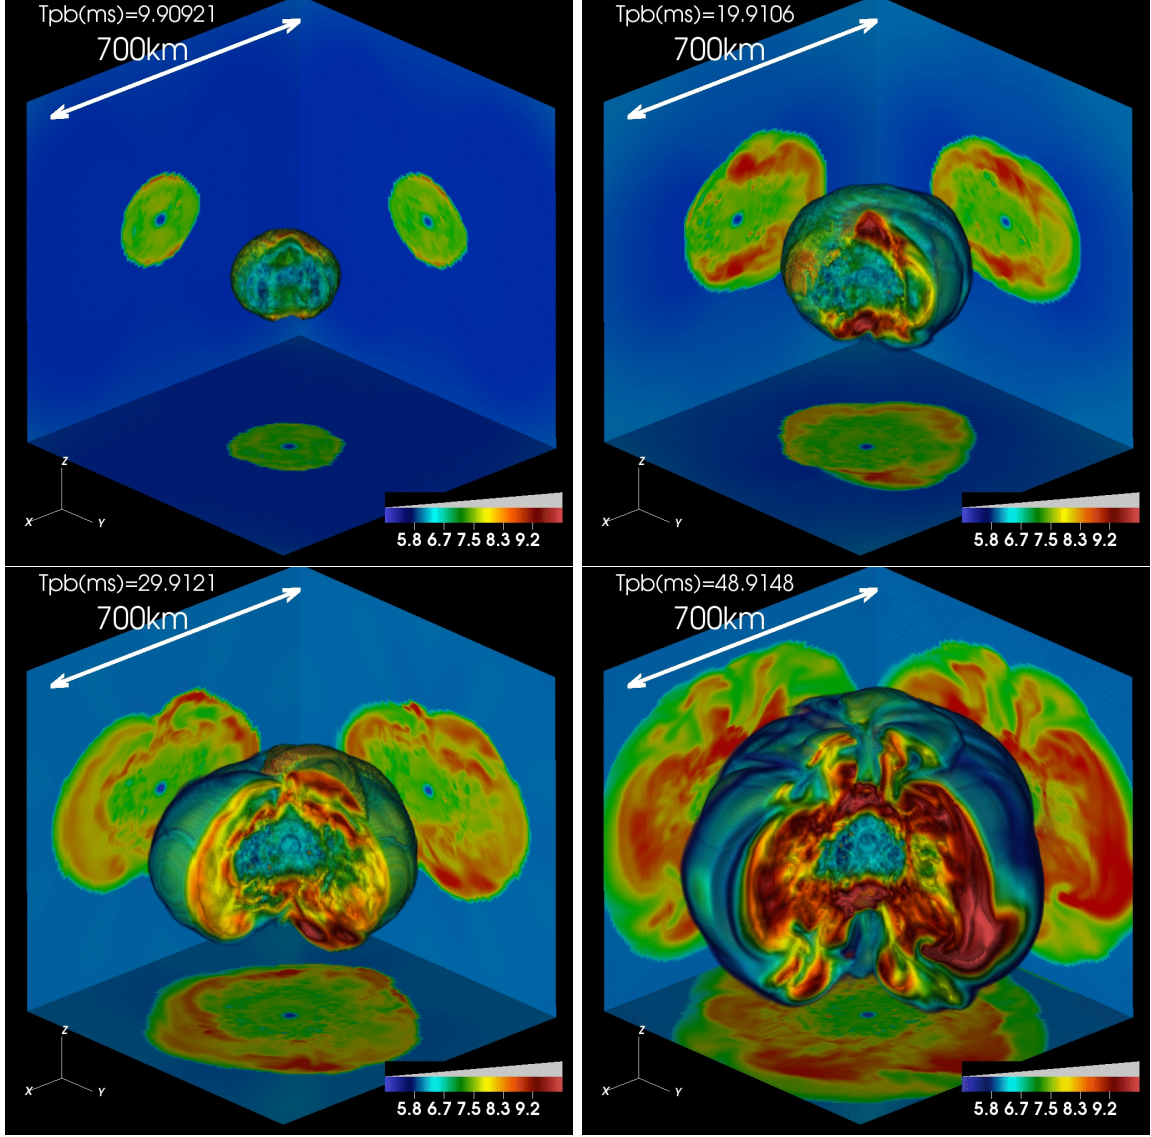 Tpb(ms)=9.90921
700km
Z
X Y
5.8 6.7 7.5 8.3 9.2
Tpb(ms)=19.9106
700km
Z
X Y
5.8 6.7 7.5 8.3 9.2
Tpb(ms)=29.9121
700km
Z
X Y
5.8 6.7 7.5 8.3 9.2
Tpb(ms)=48.9148
700km
Z
X Y
5.8 6.7 7.5 8.3 9.2